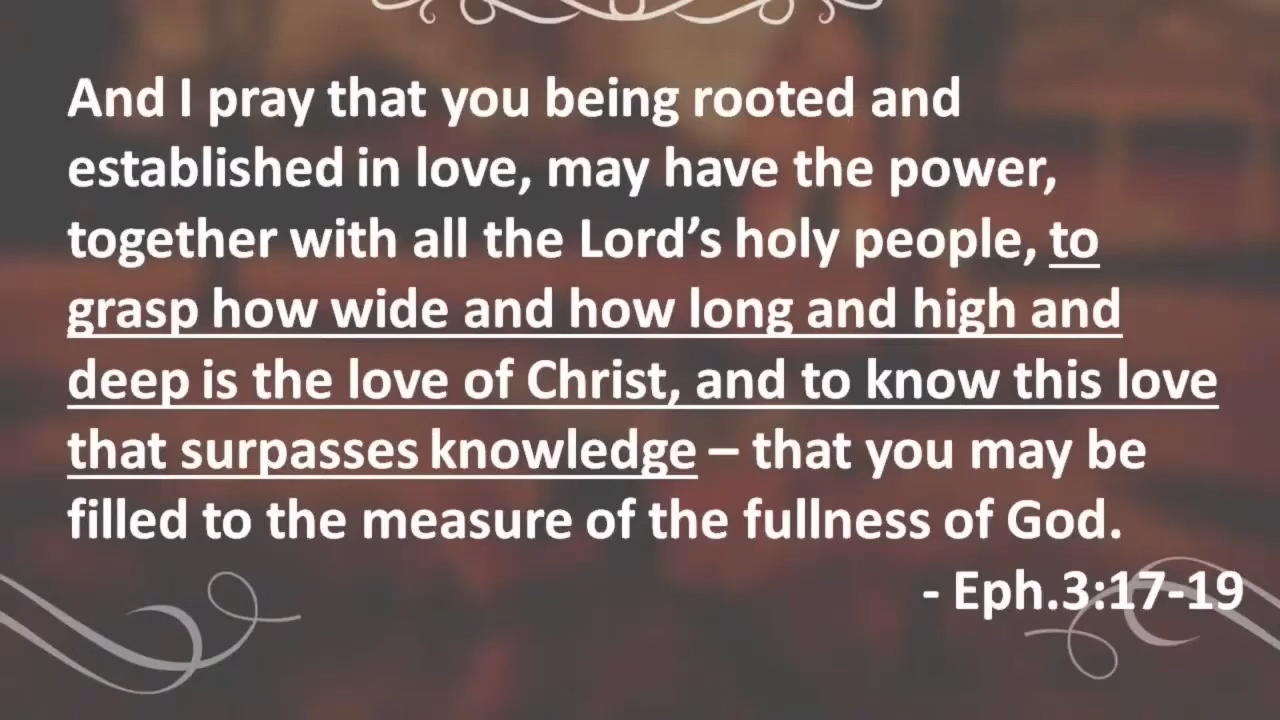 And I pray that you being rooted and
established in love, may have the power,
together with all the Lord’s holy people, to
grasp how wide and how long and high and
deep is the love of Christ, and to know this love
that surpasses knowledge – that you may be
filled to the measure of the fullness of God.
- Eph.3:17-19